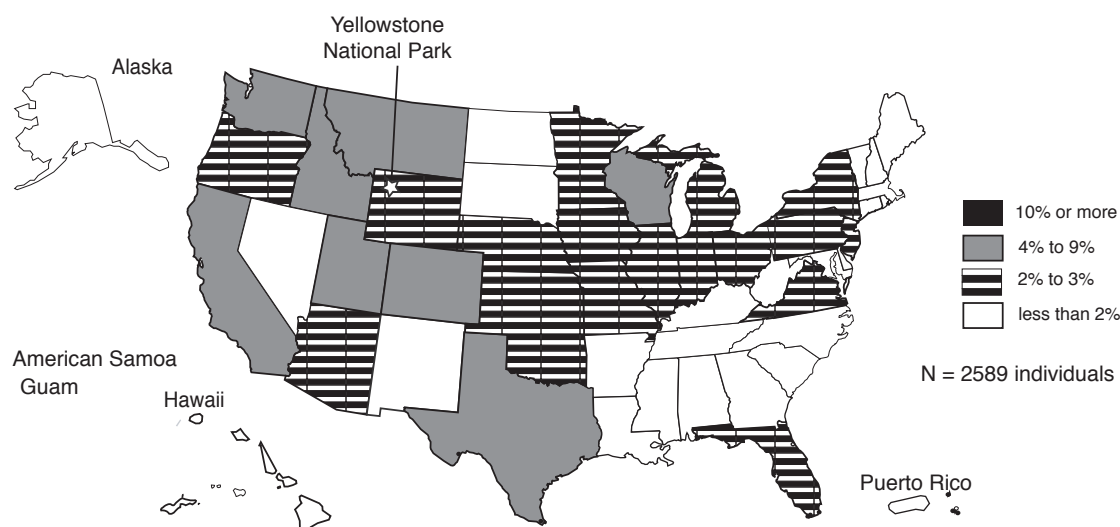 Yellowstone
National Park
Alaska
10% or more
4% to 9%
2% to 3%
less than 2%
N = 2589 individuals
American Samoa
Guam
Hawaii
Puerto Rico